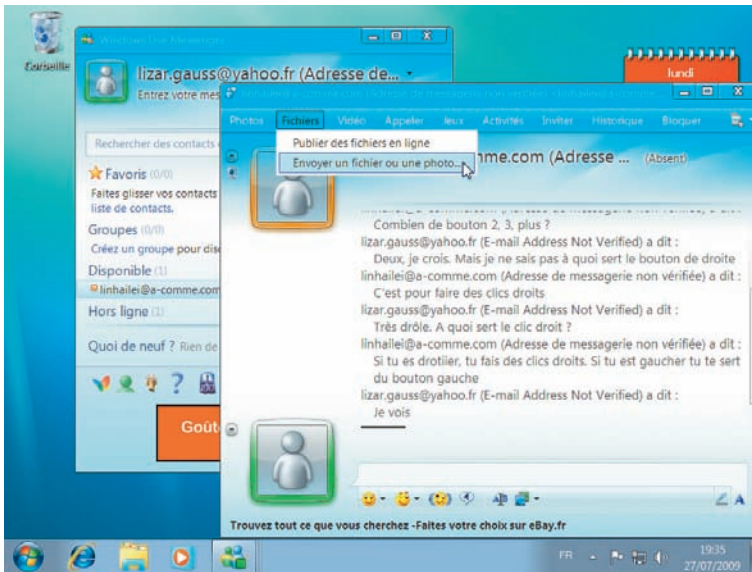 Corbeille
Windows Live Messenger
lizar.gauss@yahoo.fr (Adresse de...
Entrez votre mes
Rechercher des contacts
Favoris (0/0)
Faites glisser vos contacts
liste de contacts.
Groupes (0/0)
Créez un groupe pour dis
Disponible (1)
linhailei@a-comme.com
Hors ligne (1)
Quoi de neuf ? Rien de
Goût
lundi
Photos Fichiers Vidéo Appeler Jeux Activités Inviter Historique Bloquer
Publier des fichiers en ligne
Envoyer un fichier ou une photo...
mme.com (Adresse ... (Absent)
Combien de bouton 2, 3, plus ?
lizar.gauss@yahoo.fr (E-mail Address Not Verified) a dit :
Deux, je crois. Mais je ne sais pas à quoi sert le bouton de droite
linhailei@a-comme.com (Adresse de messagerie non vérifiée) a dit :
C'est pour faire des clics droits
lizar.gauss@yahoo.fr (E-mail Address Not Verified) a dit :
Très drôle. A quoi sert le clic droit ?
linhailei@a-comme.com (Adresse de messagerie non vérifiée) a dit :
Si tu es drotiier, tu fais des clics droits. Si tu est gaucher tu te sert
du bouton gauche
lizar.gauss@yahoo.fr (E-mail Address Not Verified) a dit :
Je vois
Trouvez tout ce que vous cherchez -Faites votre choix sur eBay.fr
FR
19:35
27/07/2009